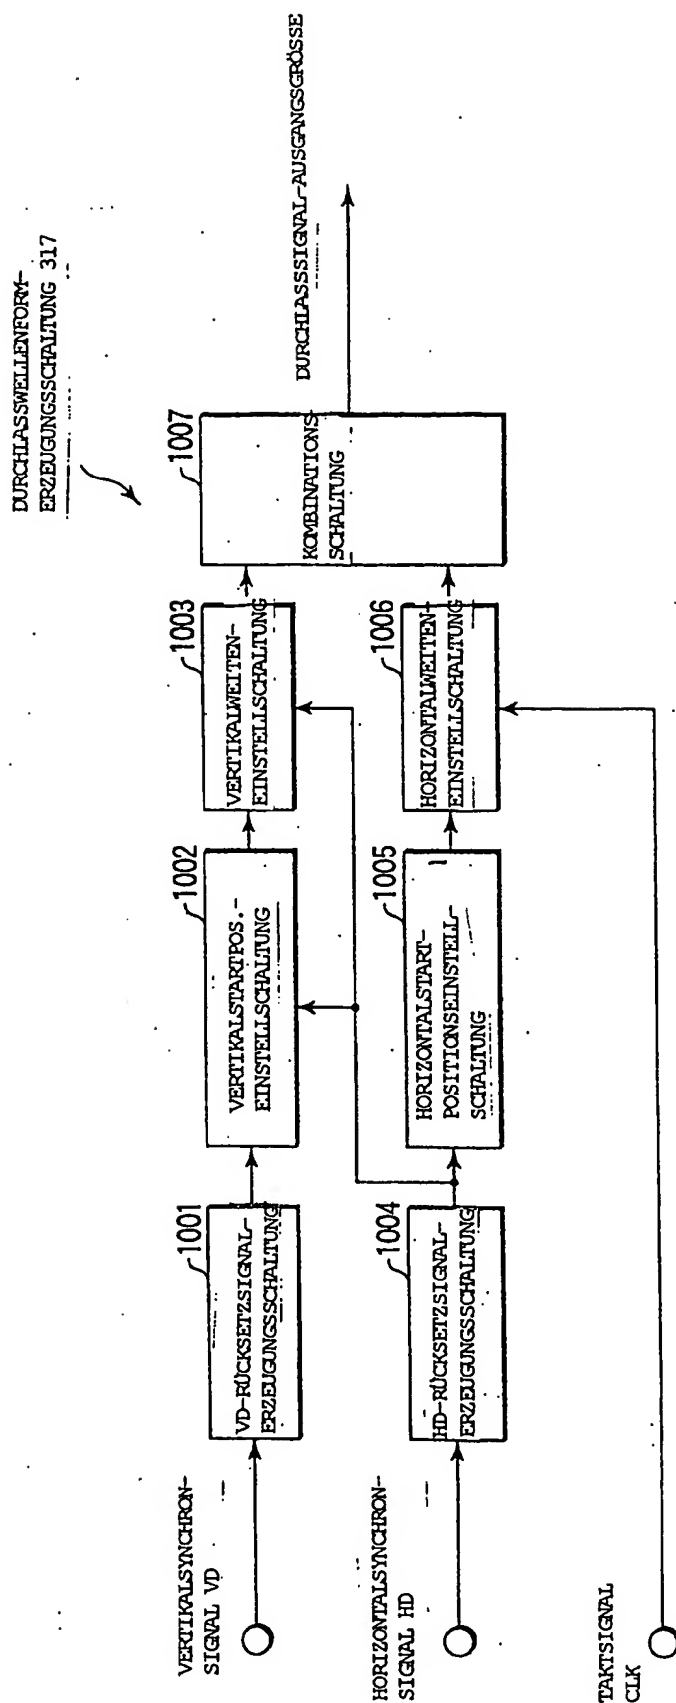 DURCHLASSWELLENFORM-
ERZEUGUNGSSCHALTUNG 317
VERTIKALSYNCHRON-
SIGNAL VD
1001
VD-RÜCKSETZSIGNAL-
ERZEUGUNGSSCHALTUNG
1002
VERTIKALSTARTPOS.-
EINSTELLSCHALTUNG
1003
VERTIKALWEITEN-
EINSTELLSCHALTUNG
1007
KOMBINATIONS-
SCHALTUNG
DURCHLASSSIGNAL-AUSGANGSGRÖSSE
HORIZONTALSYNCHRON-
SIGNAL HD
1004
HD-RÜCKSETZSIGNAL-
ERZEUGUNGSSCHALTUNG
1005
HORIZONTALSTART-
POSITIONSEINSTELL-
SCHALTUNG
1006
HORIZONTALWEITEN-
EINSTELLSCHALTUNG
TAKTSIGNAL
CLK